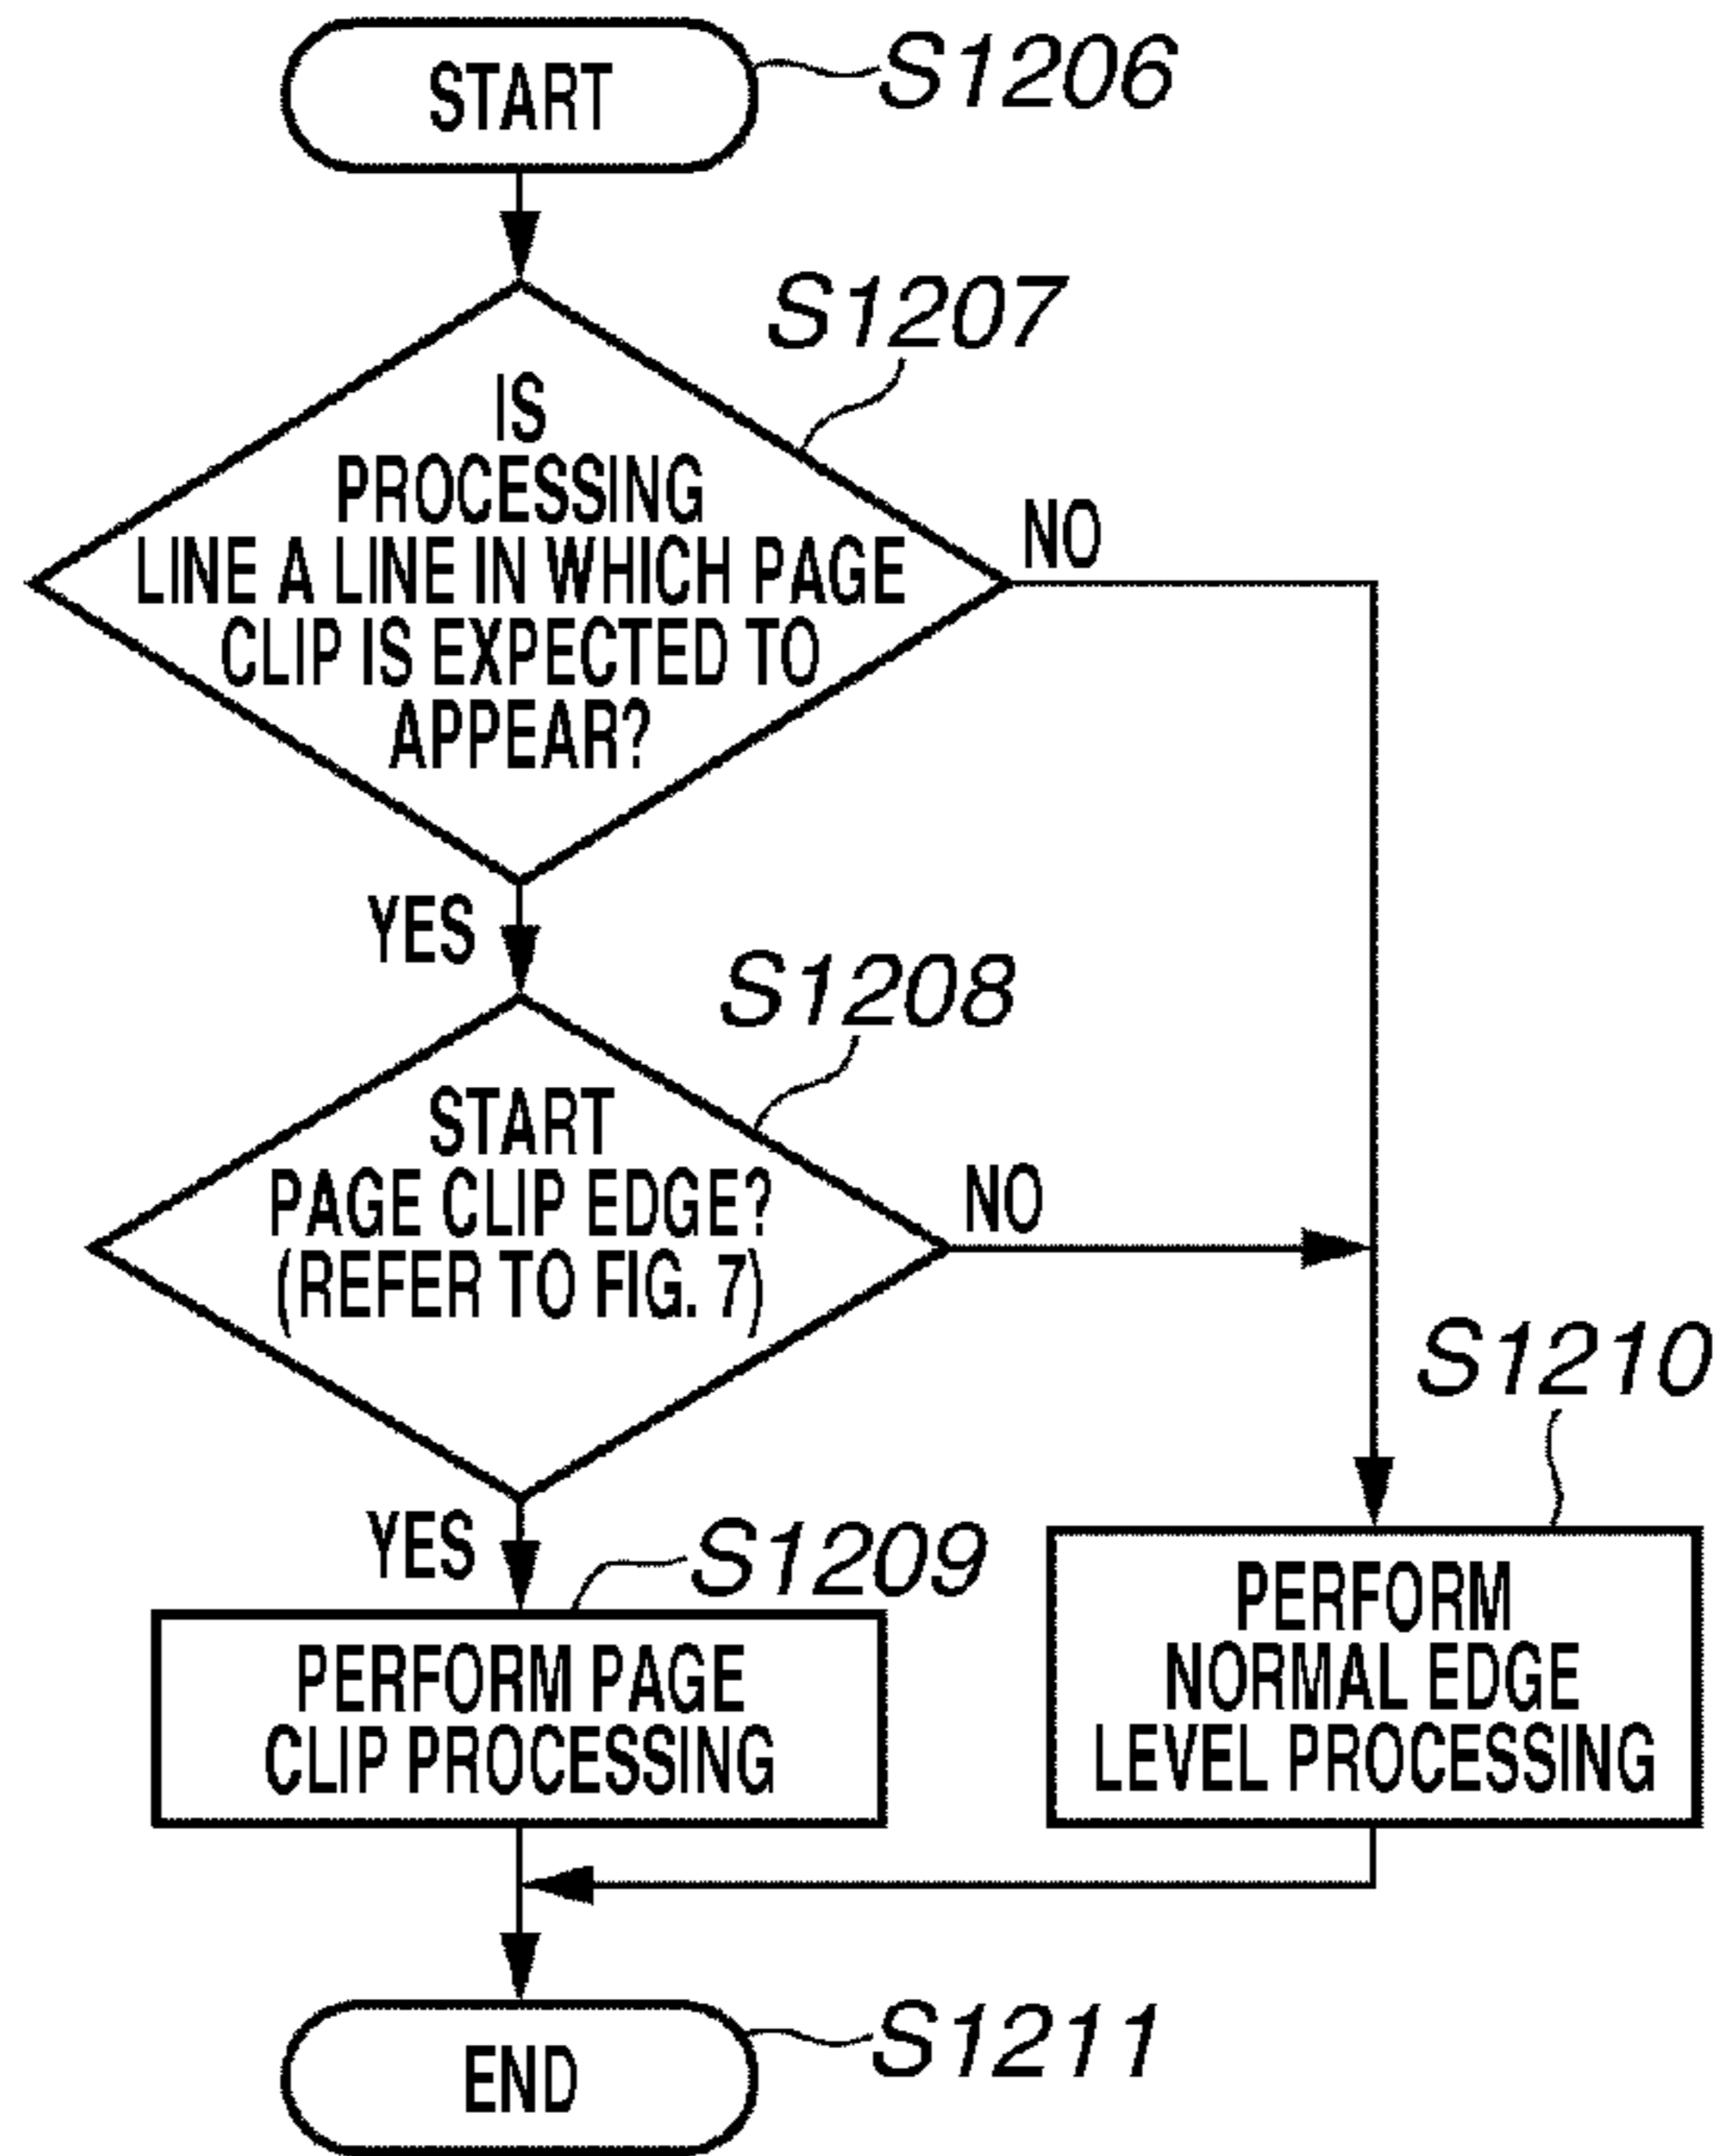 START
S1206
S1207
IS
PROCESSING
LINE A LINE IN WHICH PAGE
CLIP IS EXPECTED TO
APPEAR?
NO
YES
S1208
START
PAGE CLIP EDGE?
(REFER TO FIG. 7)
NO
YES
S1209
PERFORM PAGE
CLIP PROCESSING
S1210
PERFORM
NORMAL EDGE
LEVEL PROCESSING
END
S1211